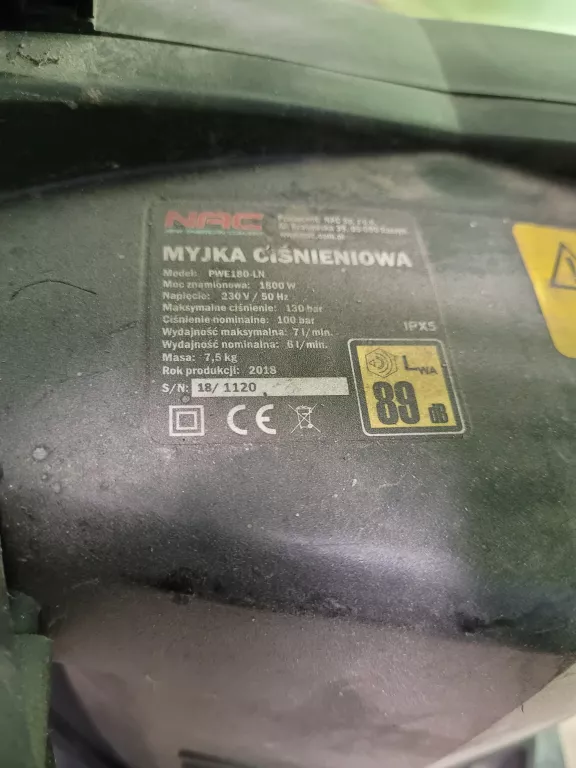 NAC
MYJKA CIŚNIENIOWA
Model: PWE180-LN
Moc znamionowa: 1800 W
Napięcie: 230 V / 50 Hz
Maksymalne ciśnienie: 130 bar
Ciśnienie nominalne: 100 bar
Wydajność maksymalna: 7 l/min.
Wydajność nominalna: 6 l/min.
Masa: 7,5 kg
Rok produkcji: 2018
S/N: 18/ 1120
IPX5
LWA
89 dB
CE